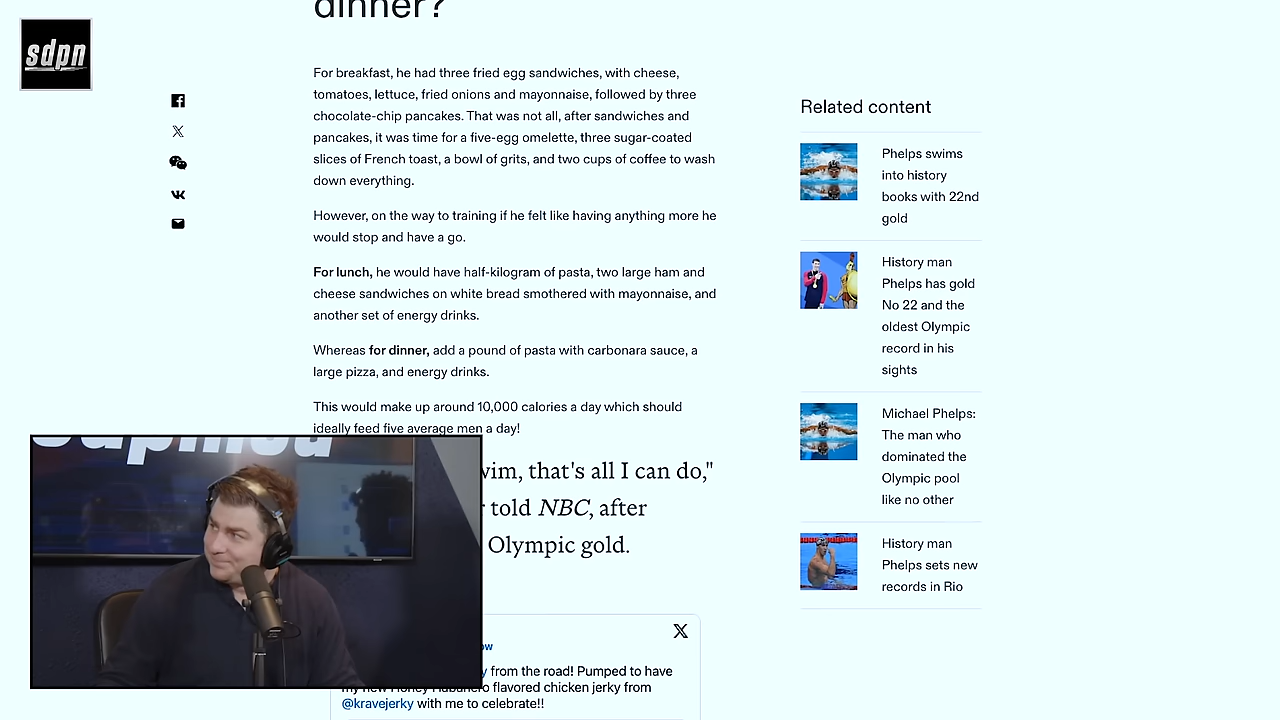 dinner?
sdpn
For breakfast, he had three fried egg sandwiches, with cheese,
tomatoes, lettuce, fried onions and mayonnaise, followed by three
chocolate-chip pancakes. That was not all, after sandwiches and
pancakes, it was time for a five-egg omelette, three sugar-coated
slices of French toast, a bowl of grits, and two cups of coffee to wash
down everything.
However, on the way to training if he felt like having anything more he
would stop and have a go.
For lunch, he would have half-kilogram of pasta, two large ham and
cheese sandwiches on white bread smothered with mayonnaise, and
another set of energy drinks.
Whereas for dinner, add a pound of pasta with carbonara sauce, a
large pizza, and energy drinks.
This would make up around 10,000 calories a day which should
ideally feed five average men a day!
wim, that's all I can do,"
told NBC, after
Olympic gold.
from the road! Pumped to have
my new Honey Habanero flavored chicken jerky from
@kravejerky with me to celebrate!!
Related content
Phelps swims
into history
books with 22nd
gold
History man
Phelps has gold
No 22 and the
oldest Olympic
record in his
sights
Michael Phelps:
The man who
dominated the
Olympic pool
like no other
History man
Phelps sets new
records in Rio